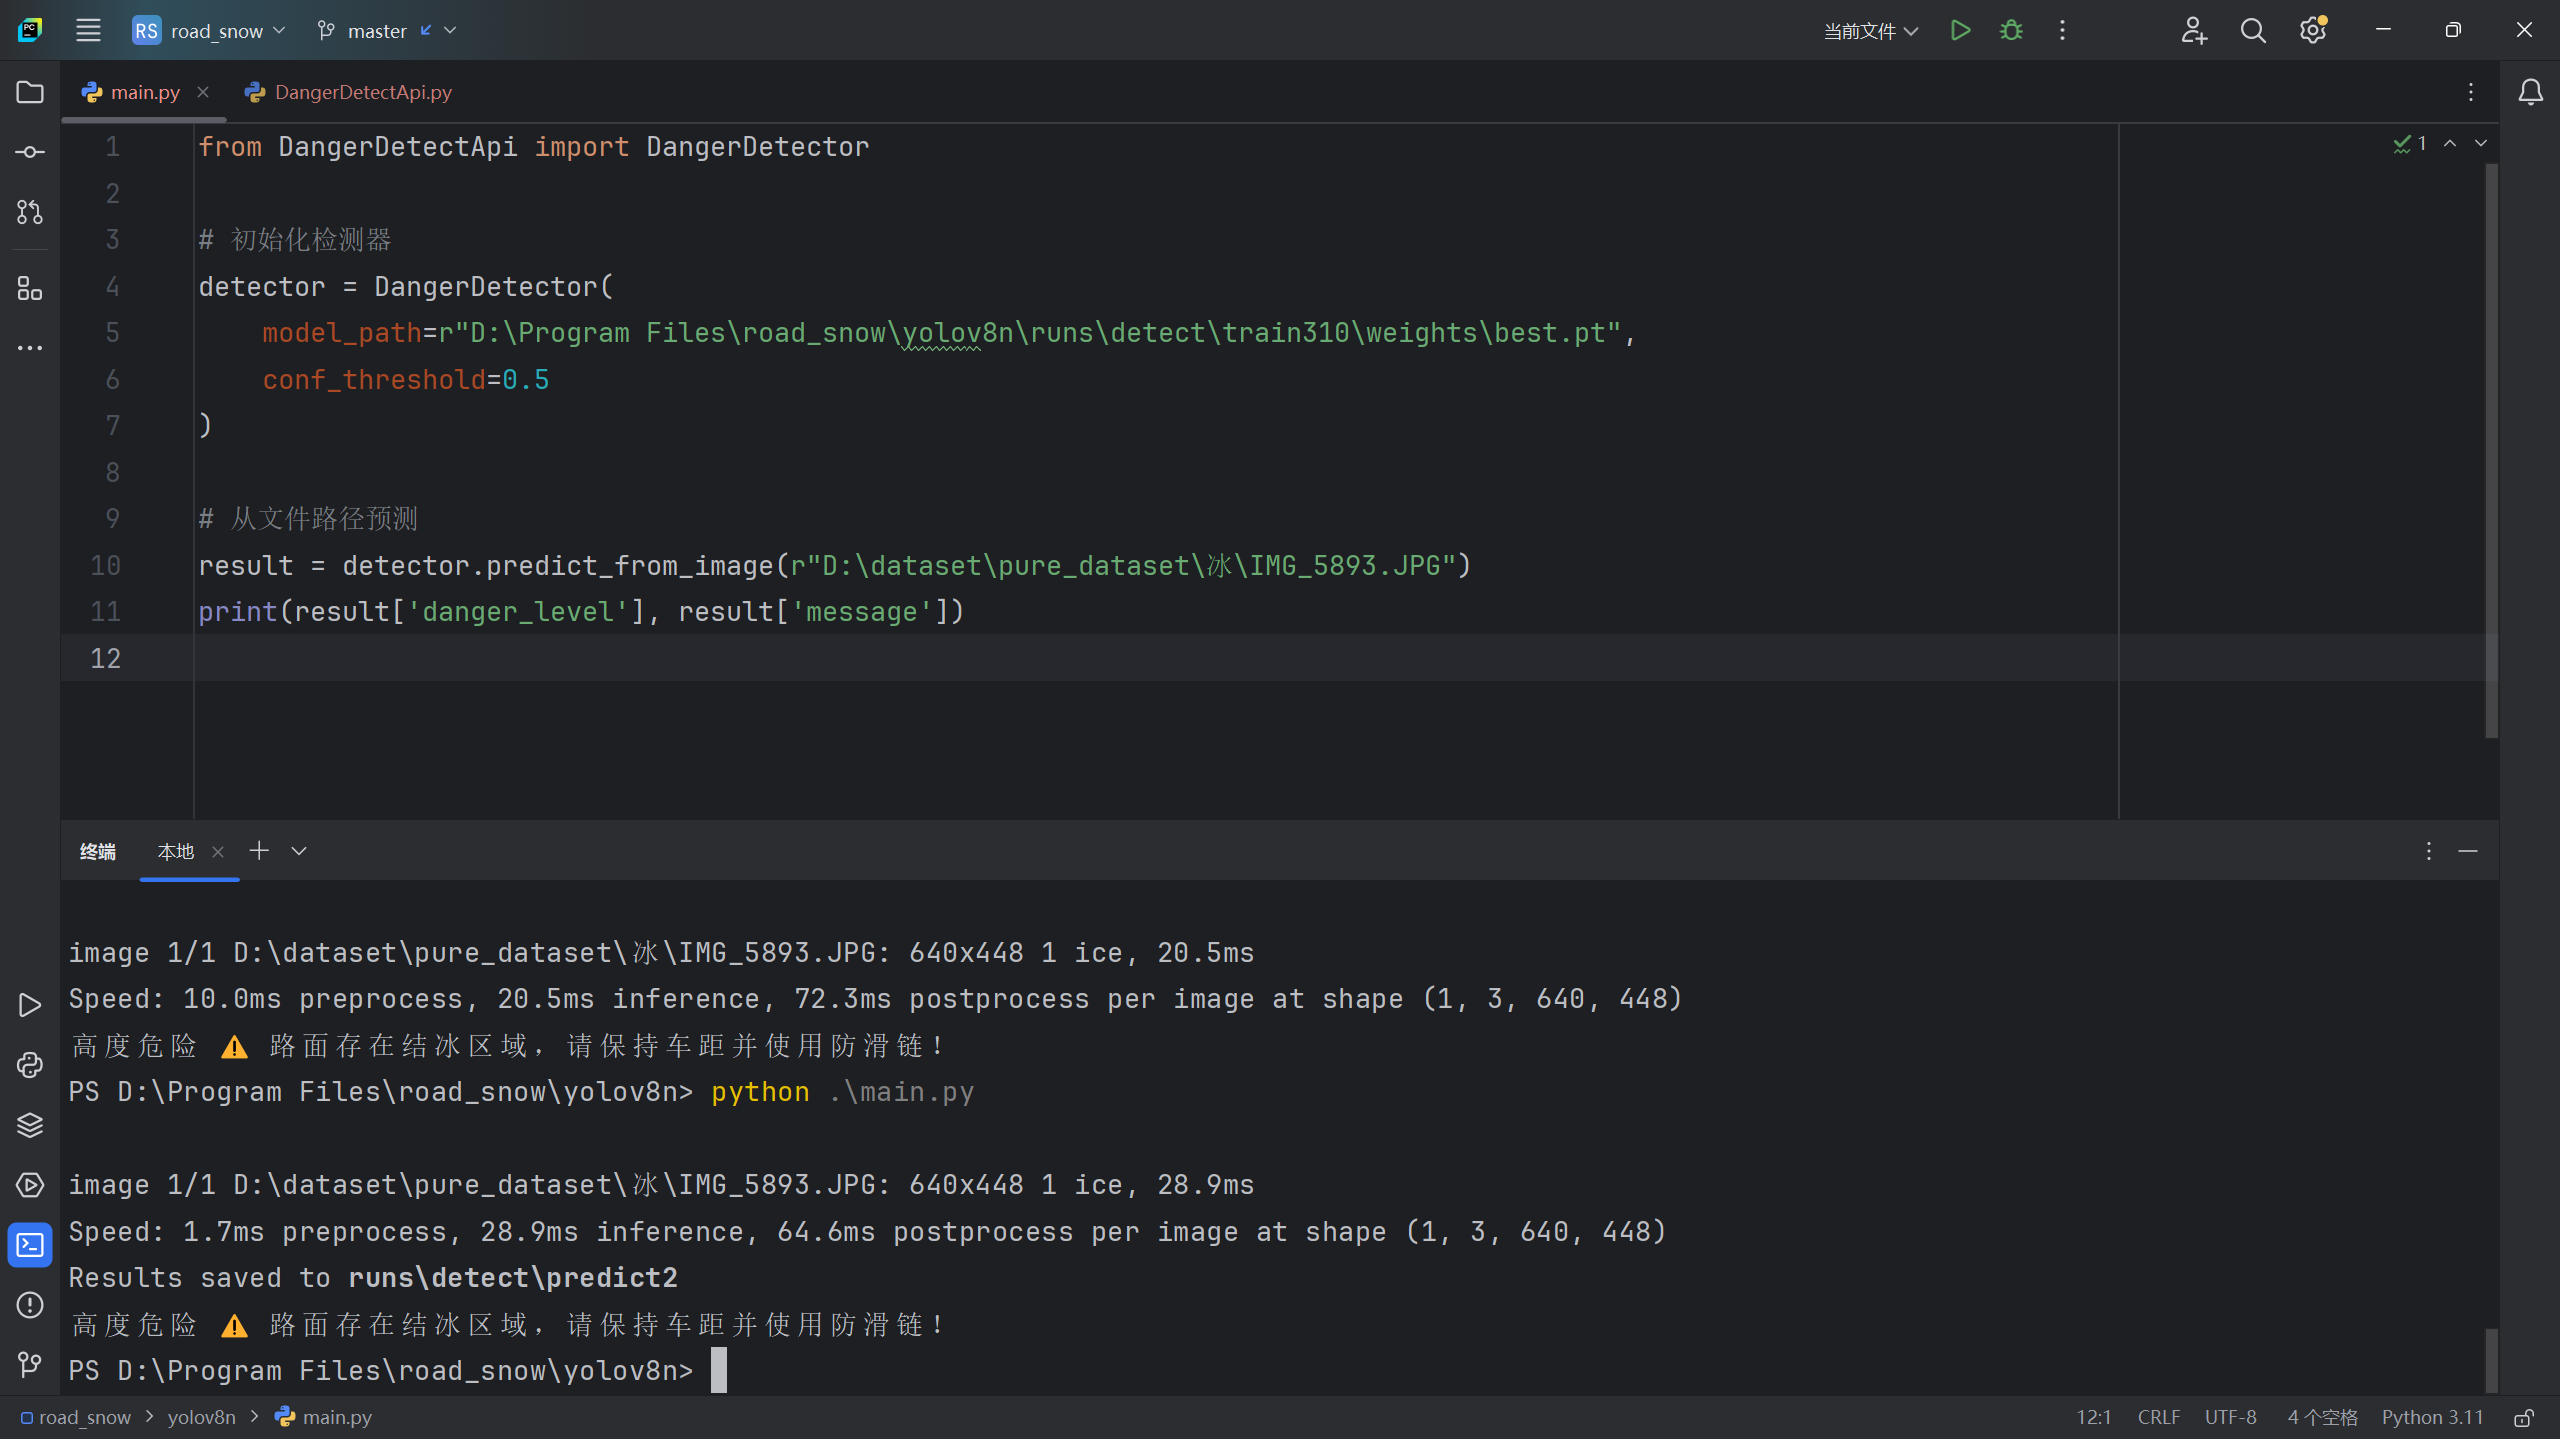 PC
RS road_snow master 当前文件
main.py DangerDetectApi.py
1 from DangerDetectApi import DangerDetector 1
2
3 # 初始化检测器
4 detector = DangerDetector(
5 model_path=r"D:\Program Files\road_snow\yolov8n\runs\detect\train310\weights\best.pt",
6 conf_threshold=0.5
7 )
8
9 # 从文件路径预测
10 result = detector.predict_from_image(r"D:\dataset\pure_dataset\冰\IMG_5893.JPG")
11 print(result['danger_level'], result['message'])
12
终端 本地
image 1/1 D:\dataset\pure_dataset\冰\IMG_5893.JPG: 640x448 1 ice, 20.5ms
Speed: 10.0ms preprocess, 20.5ms inference, 72.3ms postprocess per image at shape (1, 3, 640, 448)
高度危险 ⚠️ 路面存在结冰区域，请保持车距并使用防滑链！
PS D:\Program Files\road_snow\yolov8n> python .\main.py
image 1/1 D:\dataset\pure_dataset\冰\IMG_5893.JPG: 640x448 1 ice, 28.9ms
Speed: 1.7ms preprocess, 28.9ms inference, 64.6ms postprocess per image at shape (1, 3, 640, 448)
Results saved to runs\detect\predict2
高度危险 ⚠️ 路面存在结冰区域，请保持车距并使用防滑链！
PS D:\Program Files\road_snow\yolov8n>
road_snow > yolov8n > main.py 12:1 CRLF UTF-8 4 个空格 Python 3.11